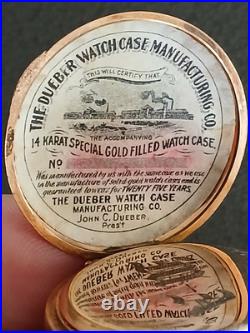 THE DUEBER WATCH CASE MANUFACTURING CO.
THIS WILL CERTIFY THAT
THE ACCOMPANYING
14 KARAT SPECIAL GOLD FILLED WATCH CASE,
No
Was manufactured by us with the same care as we use
in the manufacture of solid gold watch cases and is
guaranteed to wear for TWENTY FIVE YEARS,
THE DUEBER WATCH CASE
MANUFACTURING CO.
JOHN C. DUEBER,
Pres't